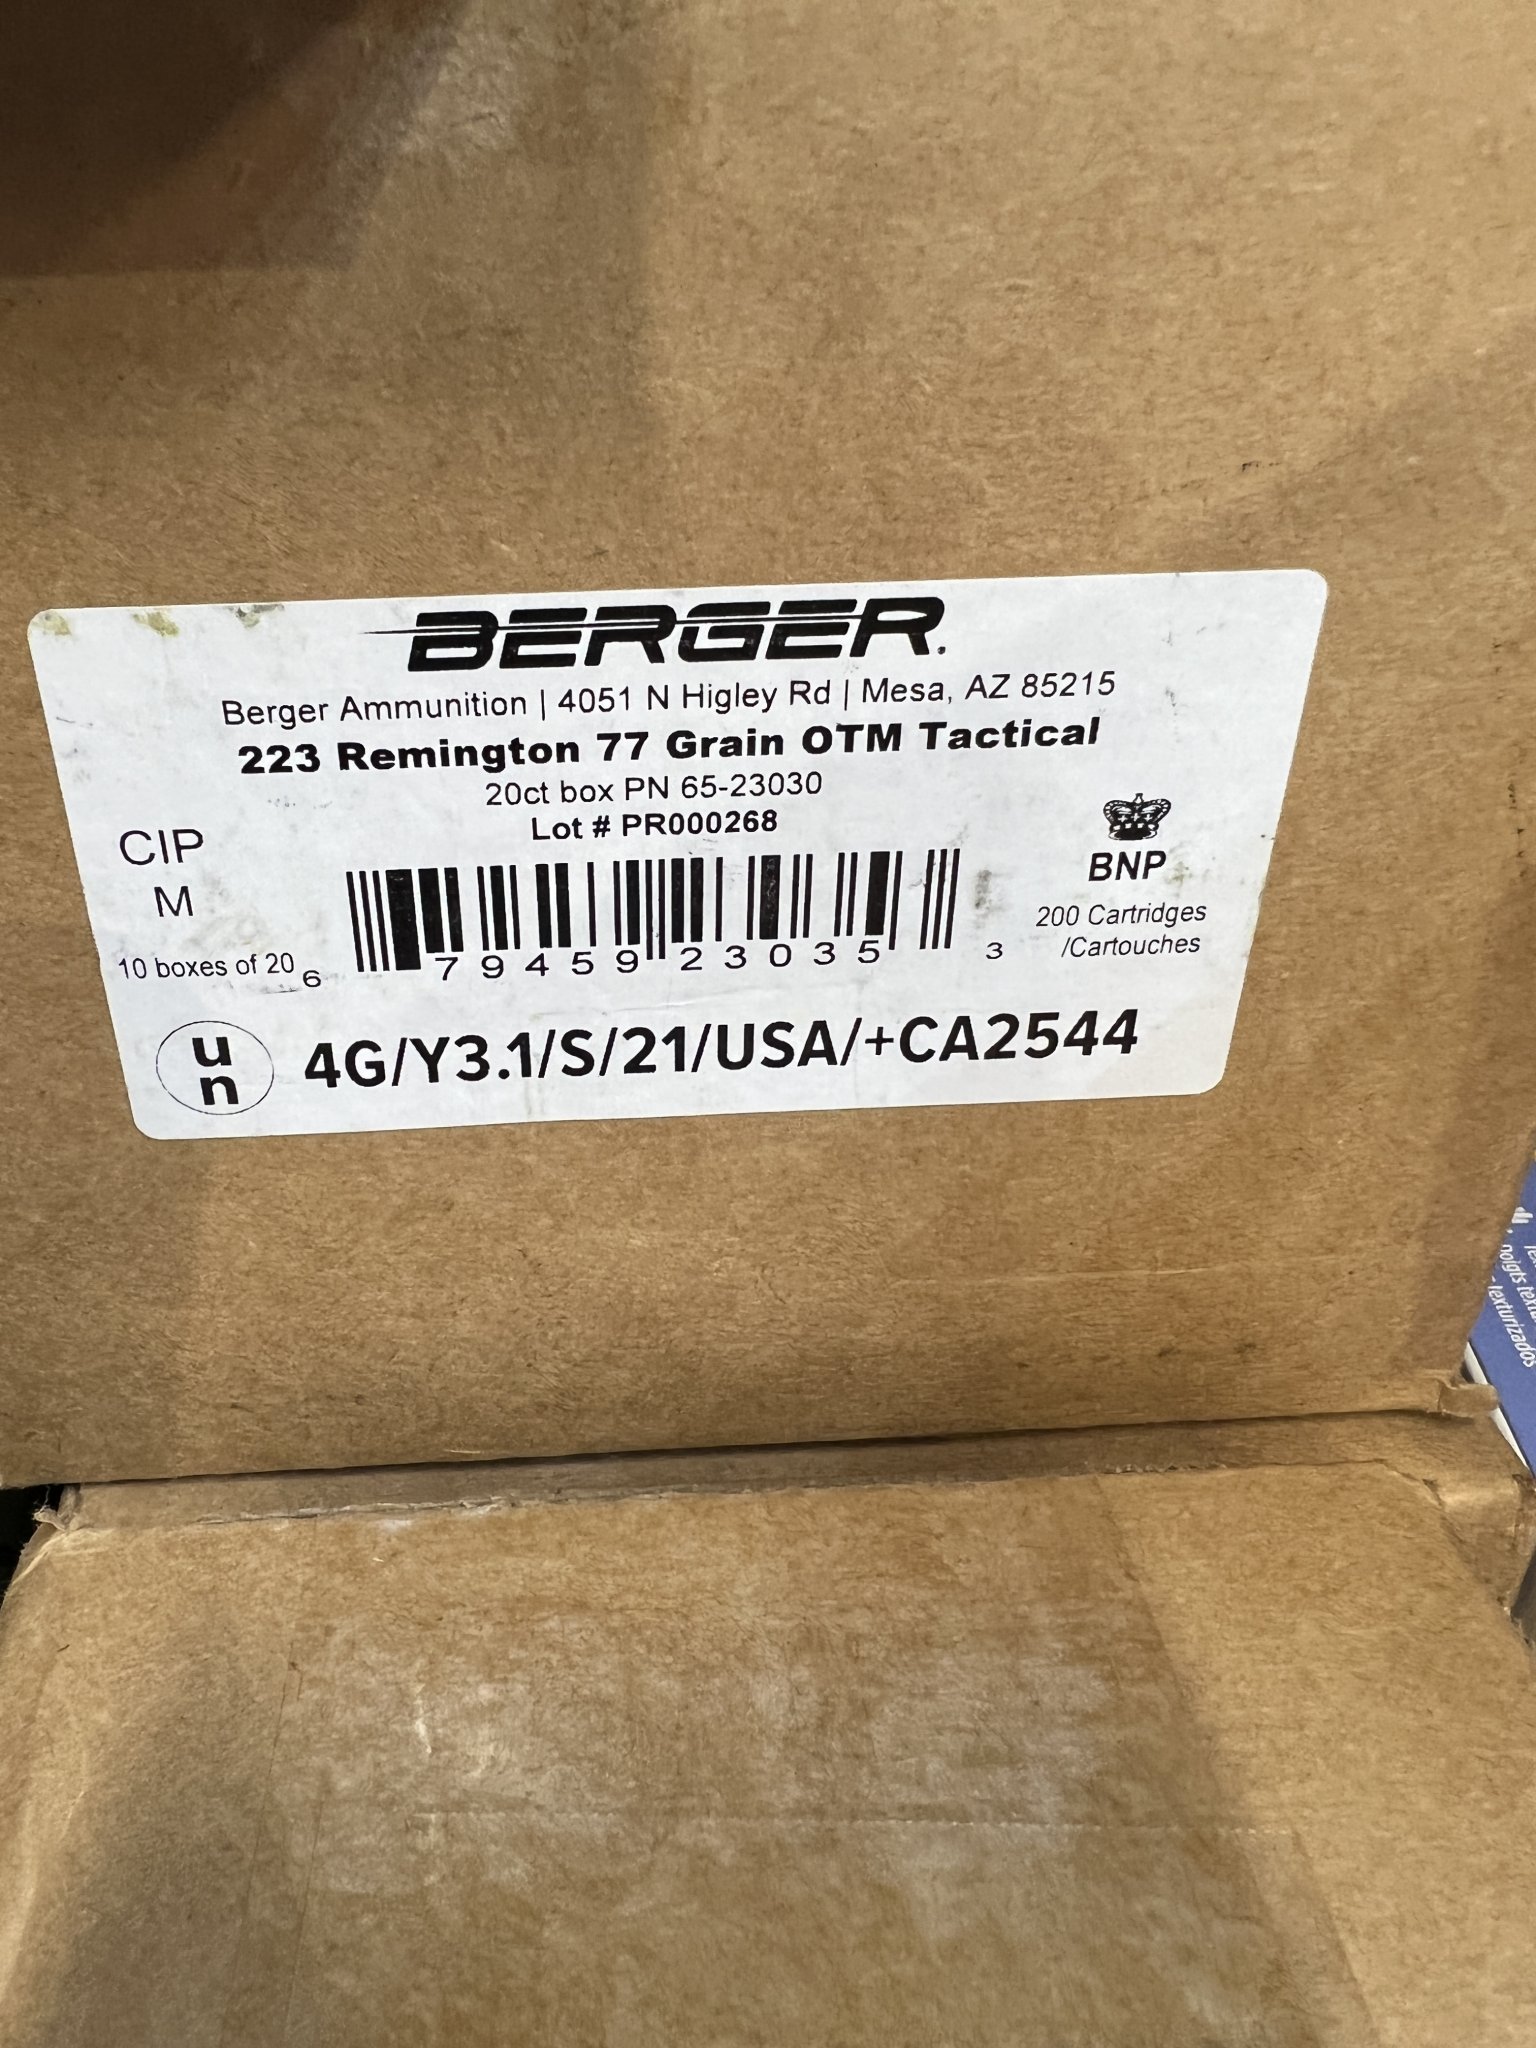 BERGER.
Berger Ammunition | 4051 N Higley Rd | Mesa, AZ 85215
223 Remington 77 Grain OTM Tactical
20ct box PN 65-23030
Lot # PR000268
CIP
M
10 boxes of 20
6 79459 23035 3
BNP
200 Cartridges
/Cartouches
un
4G/Y3.1/S/21/USA/+CA2544
texturizados